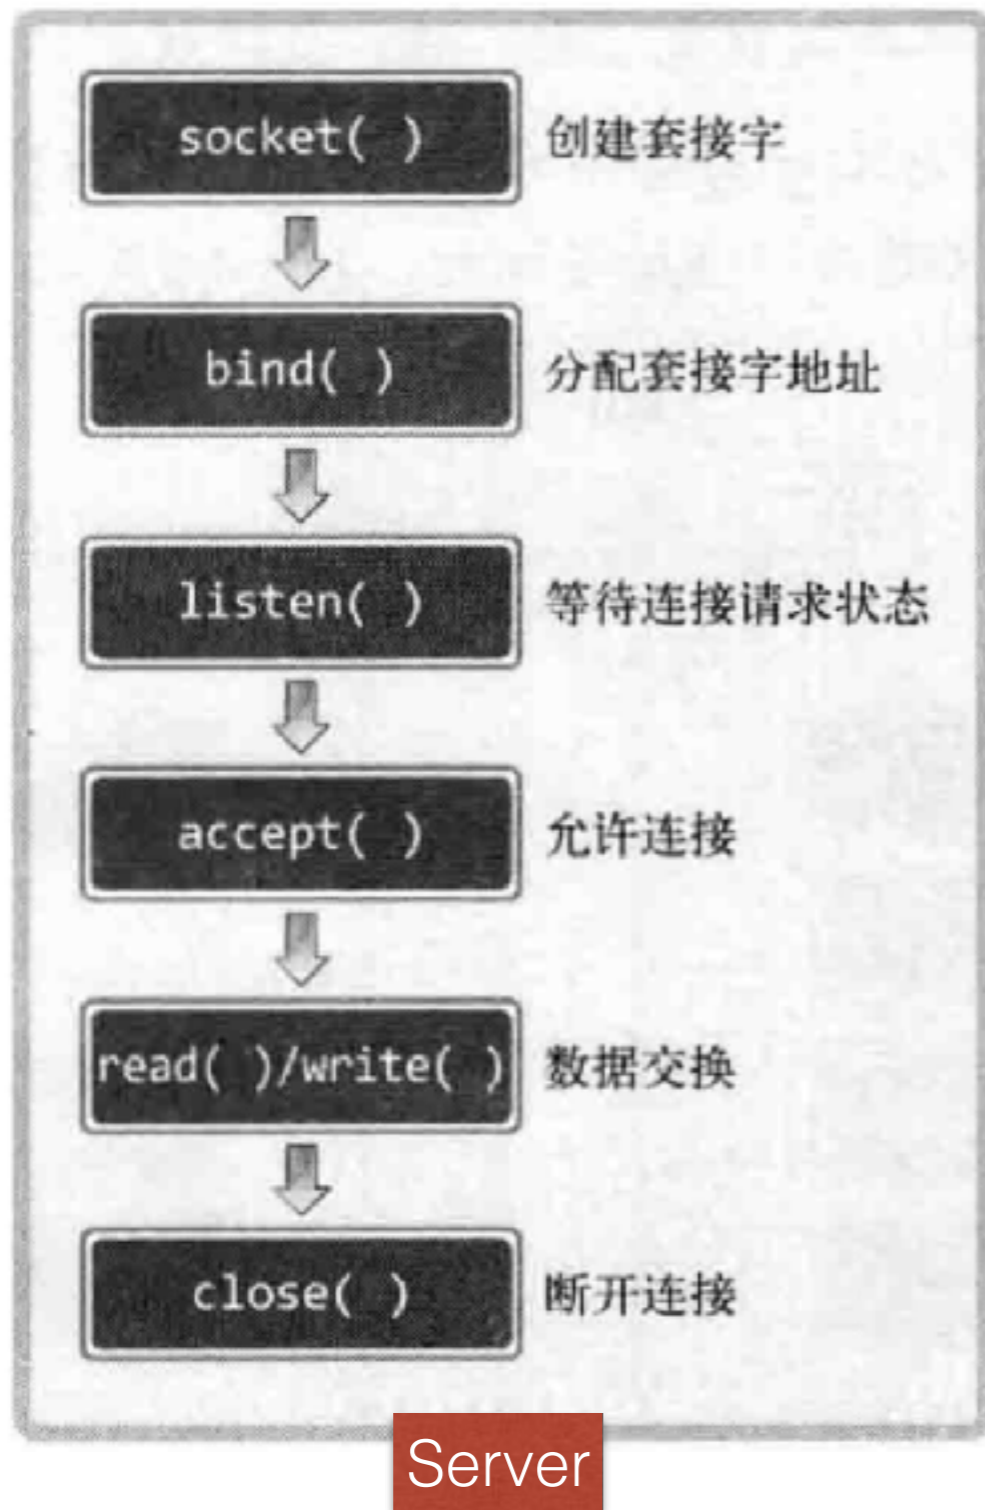 socket( ) 创建套接字
bind( ) 分配套接字地址
listen( ) 等待连接请求状态
accept( ) 允许连接
read( )/write( ) 数据交换
close( ) 断开连接
Server